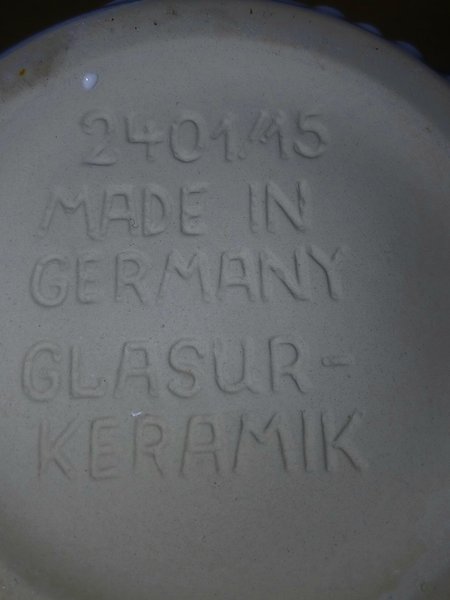 2401/15
MADE IN
GERMANY
GLASUR-
KERAMIK